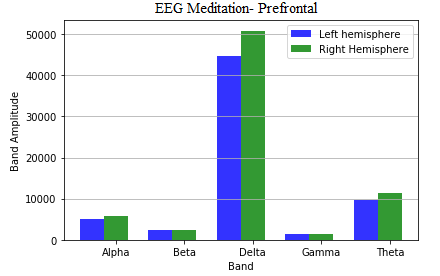 EEG Meditation- Prefrontal
Left hemisphere
Right Hemisphere
50000
40000
30000
20000
10000
0
Band Amplitude
Alpha Beta Delta Gamma Theta
Band